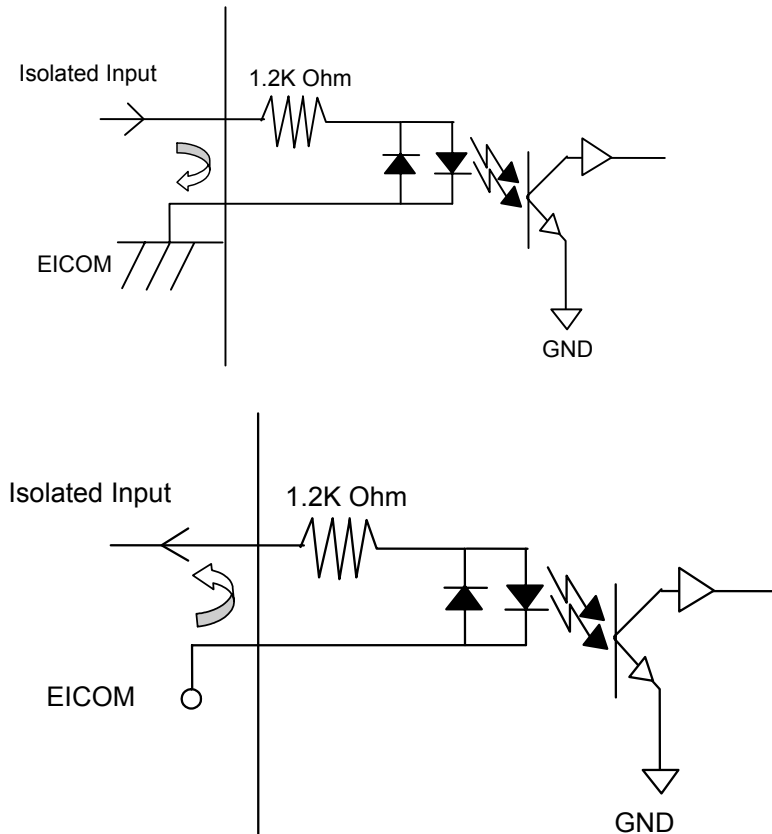 Isolated Input
1.2K Ohm
EICOM
GND
Isolated Input
1.2K Ohm
EICOM
GND